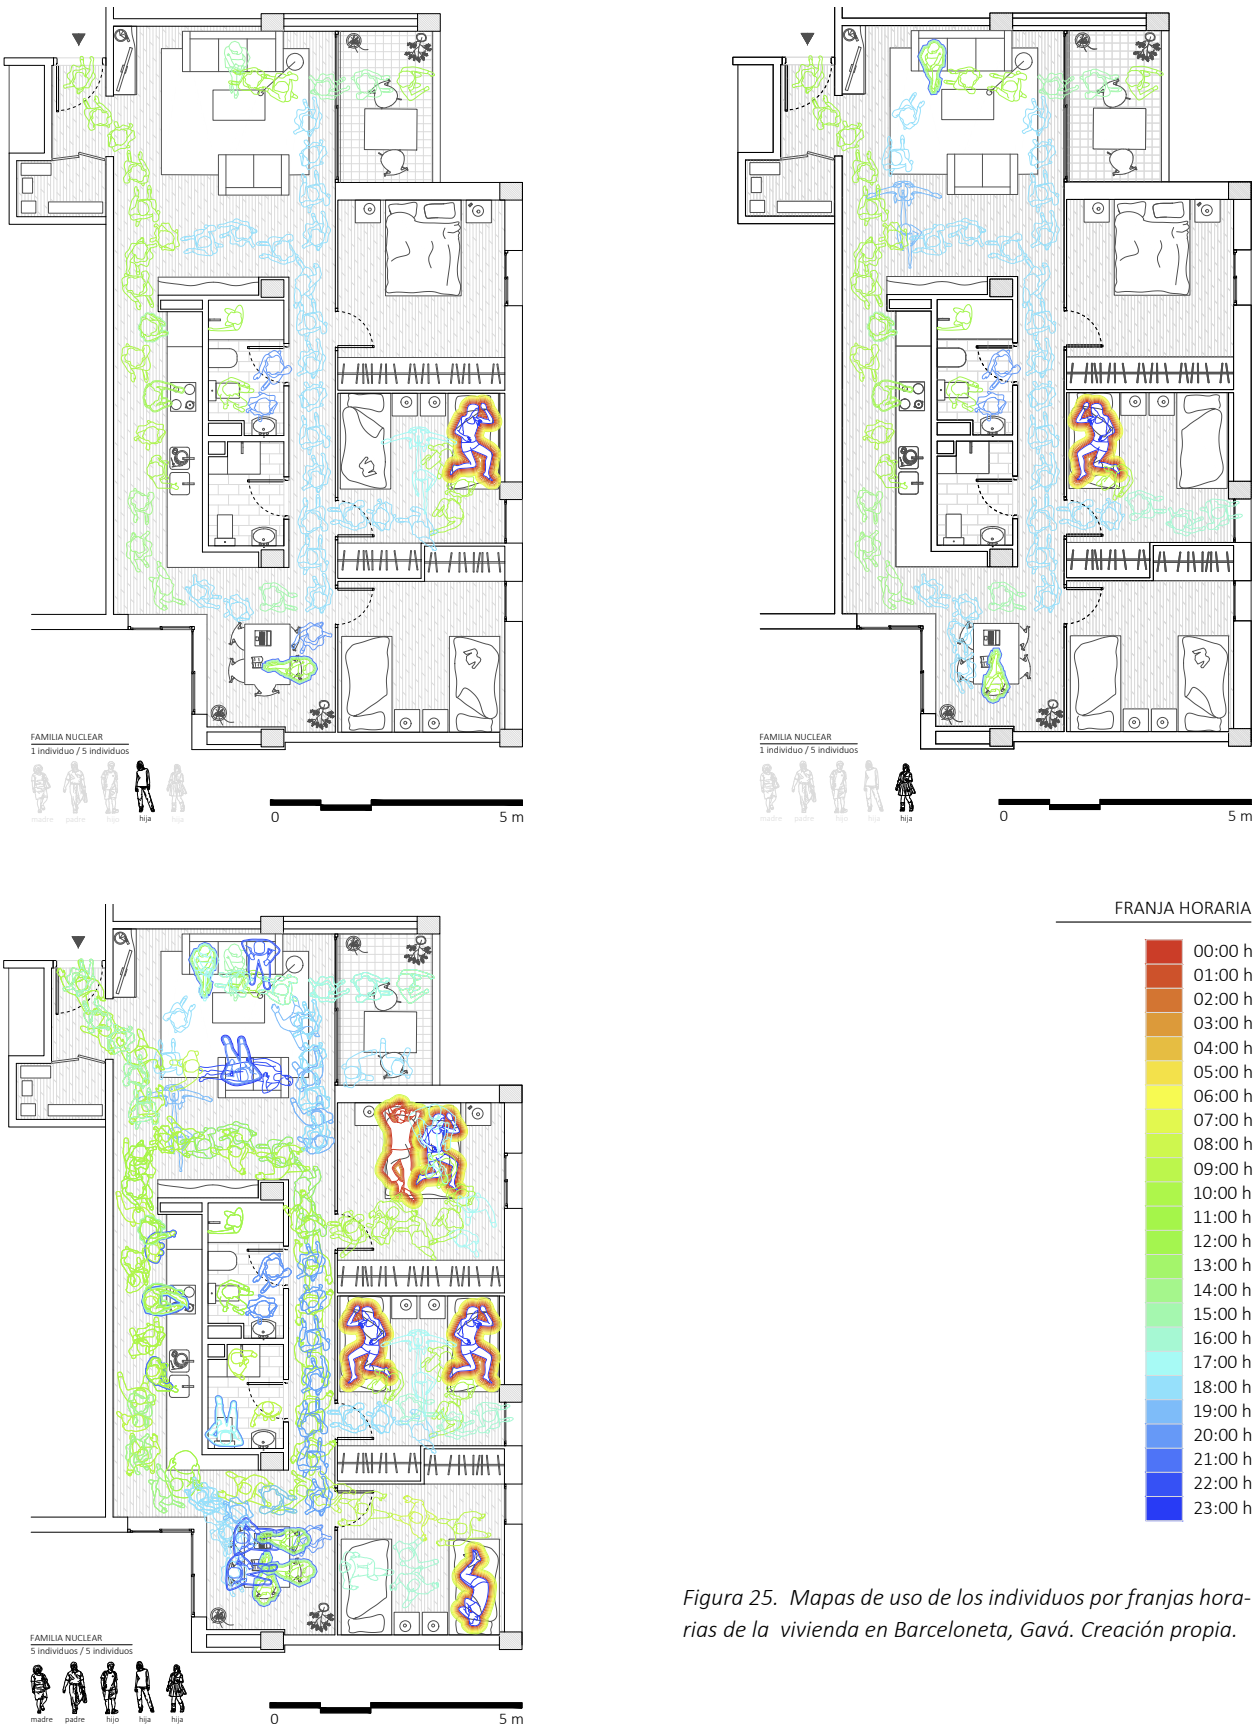 FAMILIA NUCLEAR
1 individuo / 5 individuos
madre padre hijo hija hija
0 5 m
FAMILIA NUCLEAR
1 individuo / 5 individuos
madre padre hijo hija hija
0 5 m
FAMILIA NUCLEAR
5 individuos / 5 individuos
madre padre hijo hija hija
0 5 m
FRANJA HORARIA
00:00 h
01:00 h
02:00 h
03:00 h
04:00 h
05:00 h
06:00 h
07:00 h
08:00 h
09:00 h
10:00 h
11:00 h
12:00 h
13:00 h
14:00 h
15:00 h
16:00 h
17:00 h
18:00 h
19:00 h
20:00 h
21:00 h
22:00 h
23:00 h
Figura 25. Mapas de uso de los individuos por franjas hora-
rias de la vivienda en Barceloneta, Gavá. Creación propia.